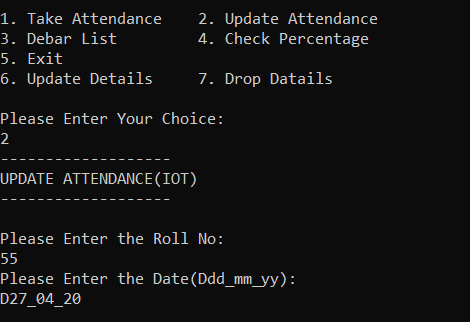 1. Take Attendance    2. Update Attendance
3. Debar List         4. Check Percentage
5. Exit
6. Update Details     7. Drop Datails
Please Enter Your Choice:
2
-------------------
UPDATE ATTENDANCE(IOT)
-------------------
Please Enter the Roll No:
55
Please Enter the Date(Ddd_mm_yy):
D27_04_20